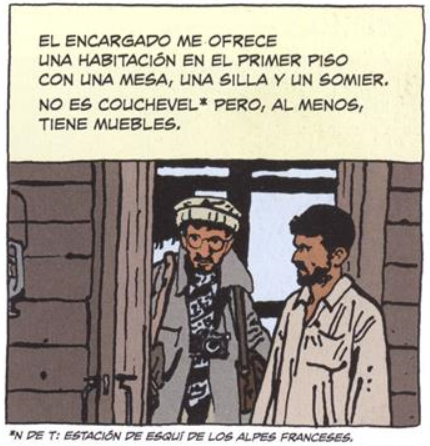 EL ENCARGADO ME OFRECE
UNA HABITACIÓN EN EL PRIMER PISO
CON UNA MESA, UNA SILLA Y UN SOMIER.
NO ES COUCHEVEL* PERO, AL MENOS,
TIENE MUEBLES.
*N DE T: ESTACIÓN DE ESQUÍ DE LOS ALPES FRANCESES.